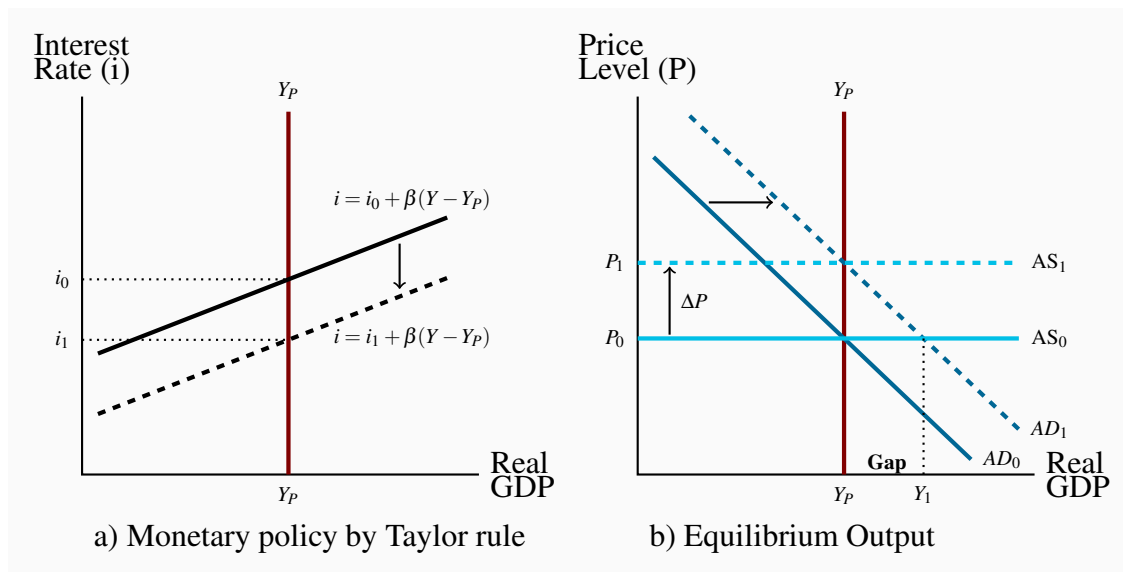 Interest
Rate (i)
Y_P
i = i_0 + β(Y − Y_P)
i_0
i_1
i = i_1 + β(Y − Y_P)
Real
GDP
Y_P
a) Monetary policy by Taylor rule
Price
Level (P)
Y_P
P_1
AS_1
ΔP
P_0
AS_0
AD_1
Gap
AD_0
Real
GDP
Y_P
Y_1
b) Equilibrium Output